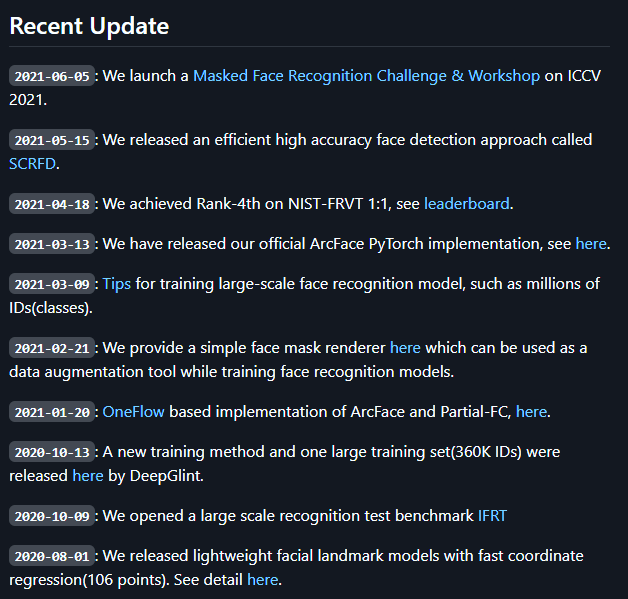 Recent Update
2021-06-05: We launch a Masked Face Recognition Challenge & Workshop on ICCV
2021.
2021-05-15: We released an efficient high accuracy face detection approach called
SCRFD.
2021-04-18: We achieved Rank-4th on NIST-FRVT 1:1, see leaderboard.
2021-03-13: We have released our official ArcFace PyTorch implementation, see here.
2021-03-09: Tips for training large-scale face recognition model, such as millions of
IDs(classes).
2021-02-21: We provide a simple face mask renderer here which can be used as a
data augmentation tool while training face recognition models.
2021-01-20: OneFlow based implementation of ArcFace and Partial-FC, here.
2020-10-13: A new training method and one large training set(360K IDs) were
released here by DeepGlint.
2020-10-09: We opened a large scale recognition test benchmark IFRT
2020-08-01: We released lightweight facial landmark models with fast coordinate
regression(106 points). See detail here.